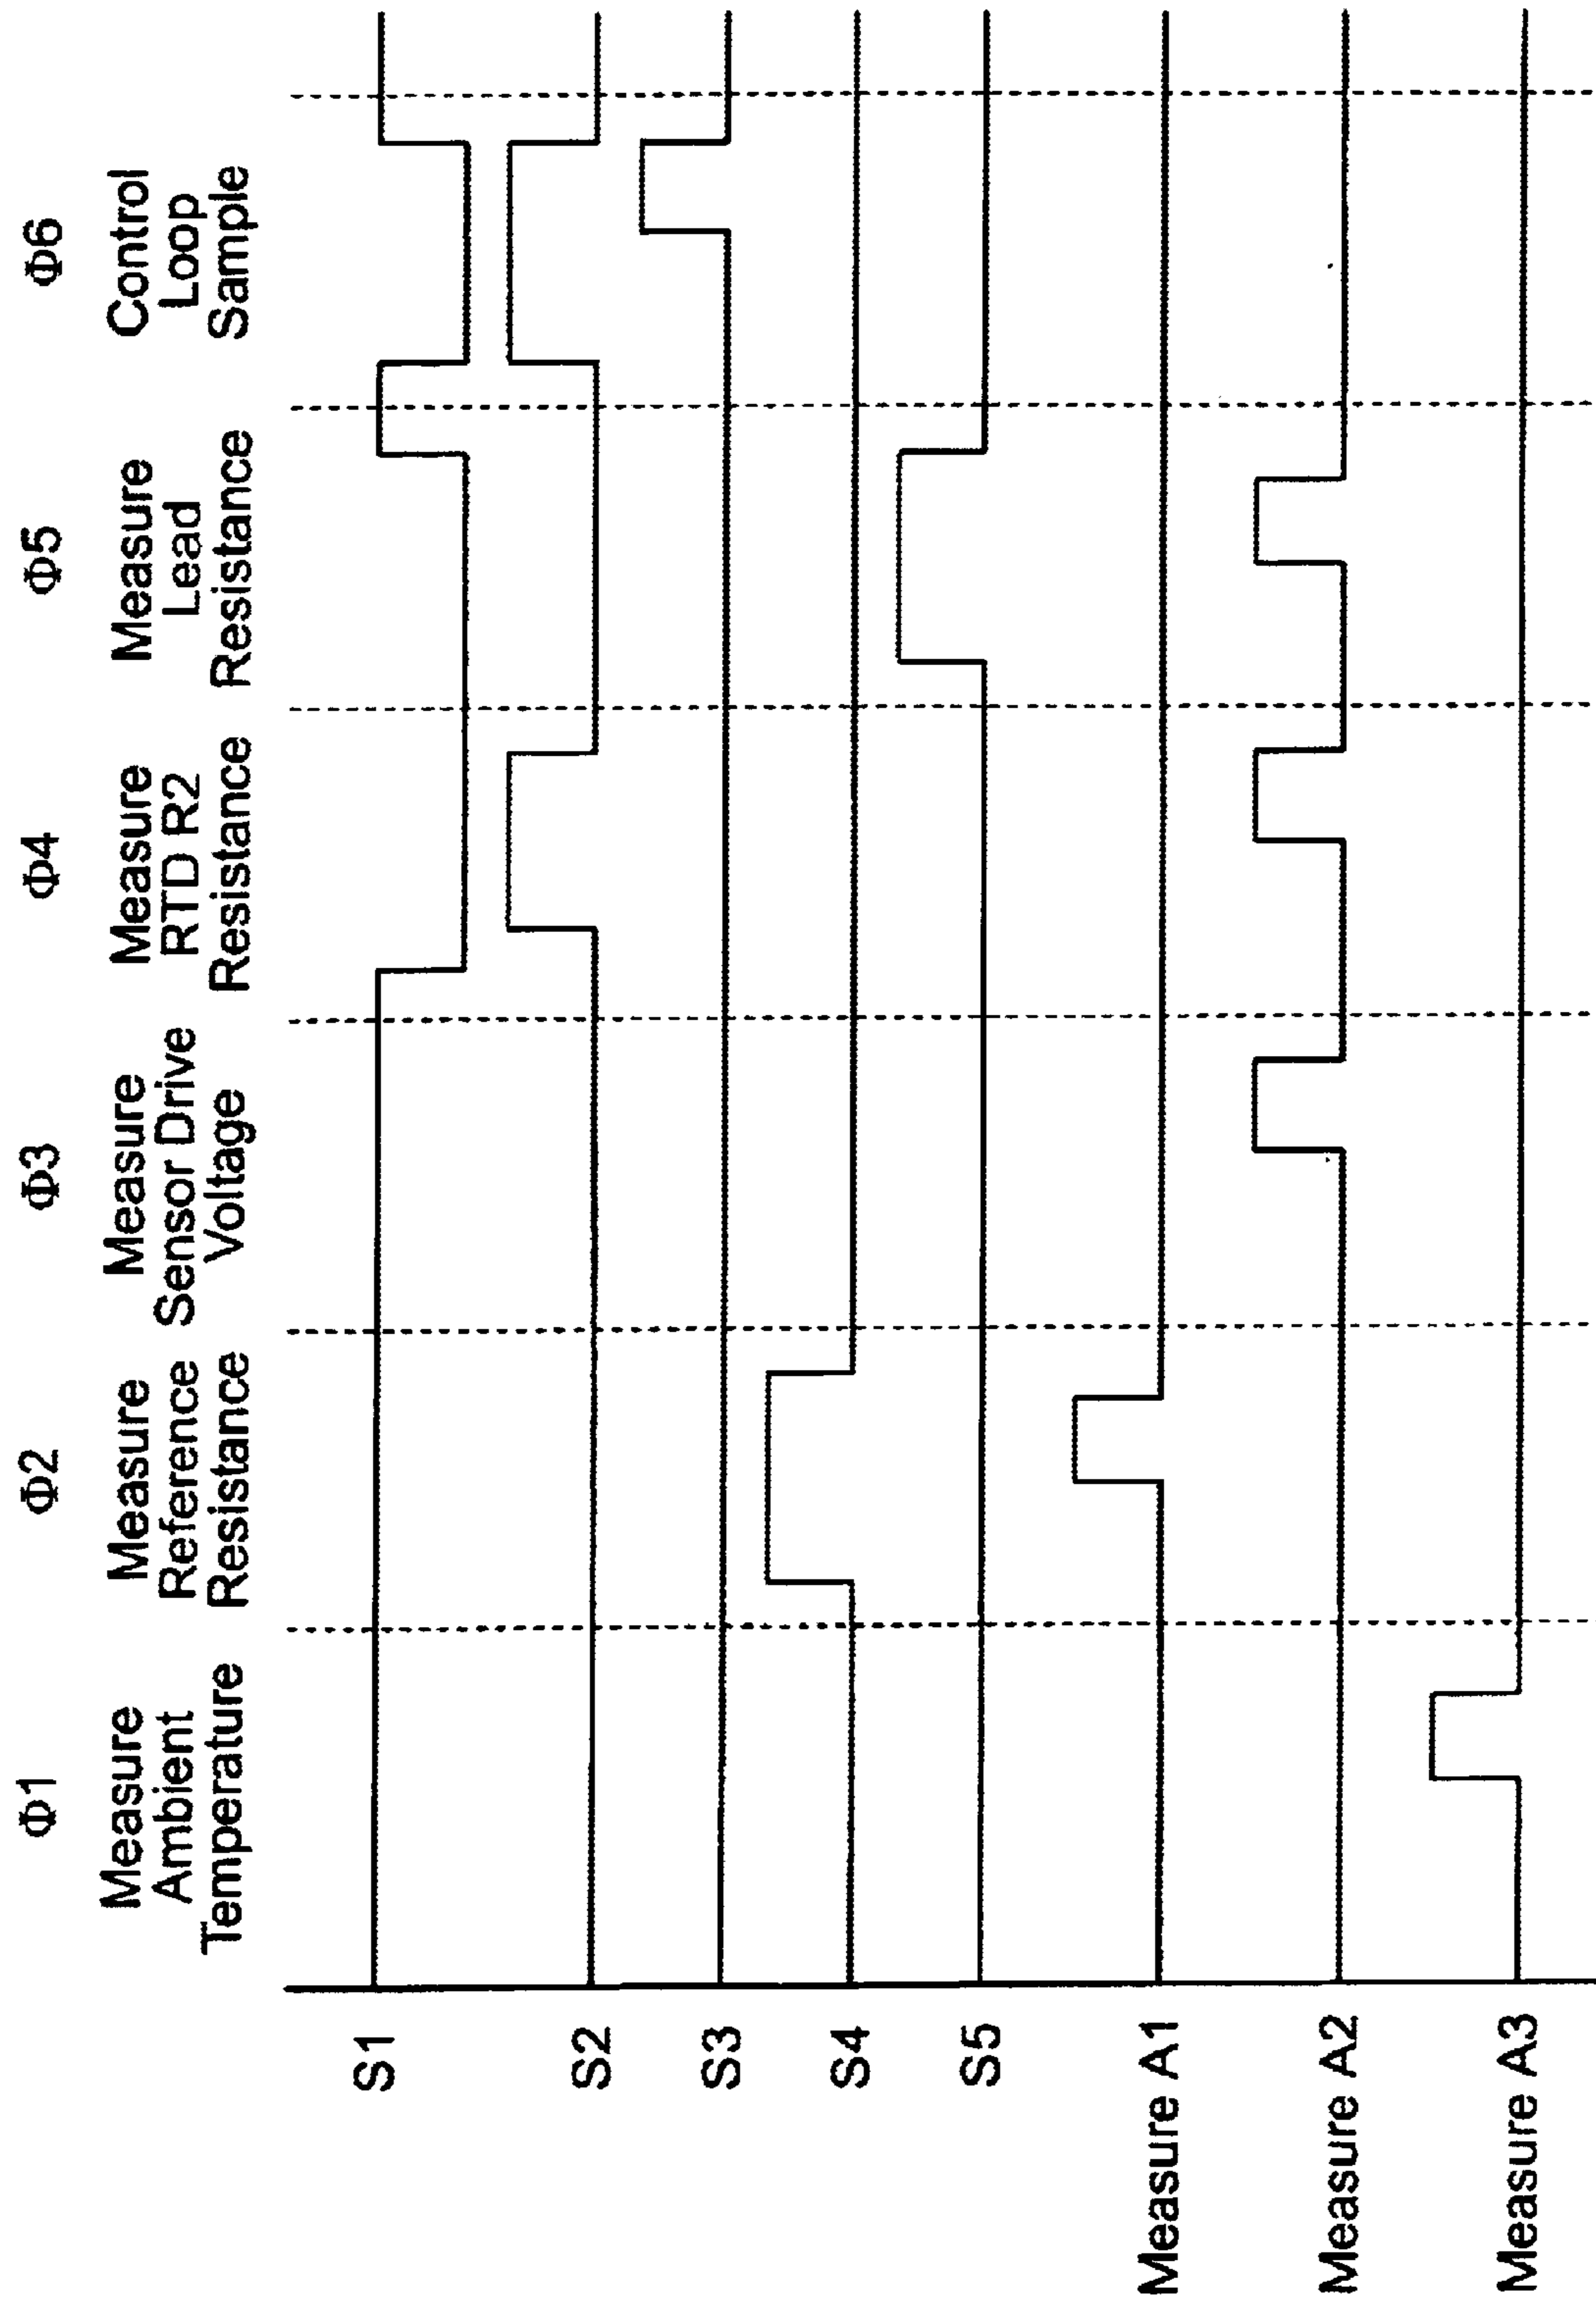 Φ1
Measure
Ambient
Temperature
Φ2
Measure
Reference
Resistance
Φ3
Measure
Sensor Drive
Voltage
Φ4
Measure
RTD R2
Resistance
Φ5
Measure
Lead
Resistance
Φ6
Control
Loop
Sample
S1
S2
S3
S4
S5
Measure A1
Measure A2
Measure A3